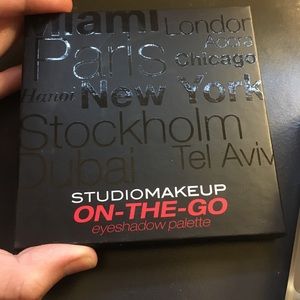 Miami London
Accra
Paris Chicago
Hanoi New York
Stockholm
Dubai Tel Aviv
STUDIOMAKEUP
ON-THE-GO
eyeshadow palette